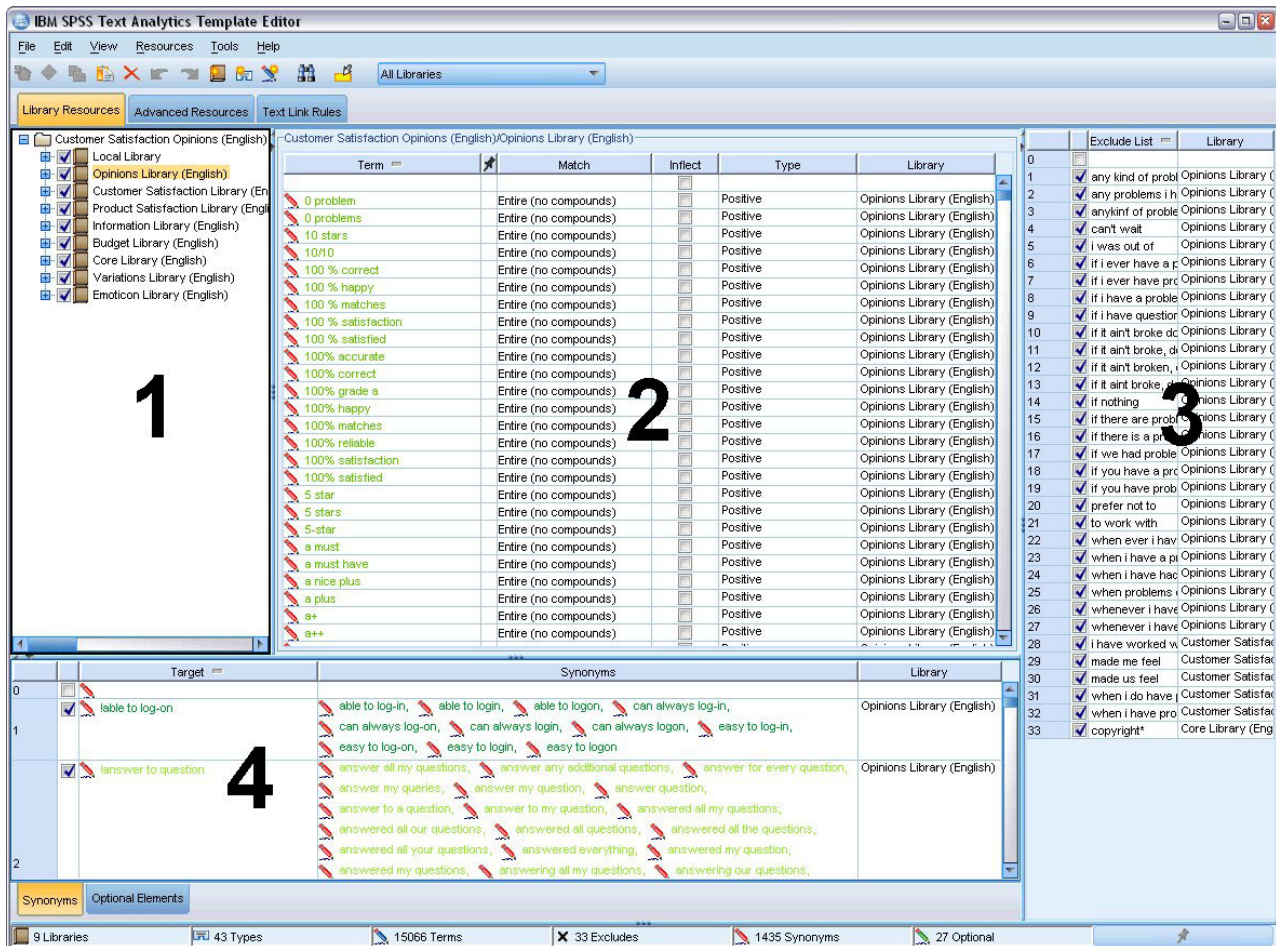 IBM SPSS Text Analytics Template Editor
File Edit View Resources Tools Help
All Libraries
Library Resources Advanced Resources Text Link Rules
Customer Satisfaction Opinions (English)
Local Library
Opinions Library (English)
Customer Satisfaction Library (En
Product Satisfaction Library (Engli
Information Library (English)
Budget Library (English)
Core Library (English)
Variations Library (English)
Emoticon Library (English)
1
Customer Satisfaction Opinions (English)/Opinions Library (English)
Term Match Inflect Type Library
0 problem Entire (no compounds) Positive Opinions Library (English)
0 problems Entire (no compounds) Positive Opinions Library (English)
10 stars Entire (no compounds) Positive Opinions Library (English)
10/10 Entire (no compounds) Positive Opinions Library (English)
100 % correct Entire (no compounds) Positive Opinions Library (English)
100 % happy Entire (no compounds) Positive Opinions Library (English)
100 % matches Entire (no compounds) Positive Opinions Library (English)
100 % satisfaction Entire (no compounds) Positive Opinions Library (English)
100 % satisfied Entire (no compounds) Positive Opinions Library (English)
100% accurate Entire (no compounds) Positive Opinions Library (English)
100% correct Entire (no compounds) Positive Opinions Library (English)
100% grade a Entire (no compounds) Positive Opinions Library (English)
100% happy Entire (no compounds) Positive Opinions Library (English)
100% matches Entire (no compounds) Positive Opinions Library (English)
100% reliable Entire (no compounds) Positive Opinions Library (English)
100% satisfaction Entire (no compounds) Positive Opinions Library (English)
100% satisfied Entire (no compounds) Positive Opinions Library (English)
5 star Entire (no compounds) Positive Opinions Library (English)
5 stars Entire (no compounds) Positive Opinions Library (English)
5-star Entire (no compounds) Positive Opinions Library (English)
a must Entire (no compounds) Positive Opinions Library (English)
a must have Entire (no compounds) Positive Opinions Library (English)
a nice plus Entire (no compounds) Positive Opinions Library (English)
a plus Entire (no compounds) Positive Opinions Library (English)
a+ Entire (no compounds) Positive Opinions Library (English)
a++ Entire (no compounds) Positive Opinions Library (English)
2
Exclude List Library
0
1 any kind of probl Opinions Library (
2 any problems i h Opinions Library (
3 anykinf of proble Opinions Library (
4 can't wait Opinions Library (
5 i was out of Opinions Library (
6 if i ever have a p Opinions Library (
7 if i ever have pro Opinions Library (
8 if i have a proble Opinions Library (
9 if i have question Opinions Library (
10 if it ain't broke do Opinions Library (
11 if it ain't broke, d Opinions Library (
12 if it ain't broken, Opinions Library (
13 if it aint broke, Opinions Library (
14 if nothing Opinions Library (
15 if there are prob Opinions Library (
16 if there is a pr Opinions Library (
17 if we had proble Opinions Library (
18 if you have a pro Opinions Library (
19 if you have prob Opinions Library (
20 prefer not to Opinions Library (
21 to work with Opinions Library (
22 when ever i hav Opinions Library (
23 when i have a p Opinions Library (
24 when i have had Opinions Library (
25 when problems Opinions Library (
26 whenever i have Opinions Library (
27 whenever i have Opinions Library (
28 i have worked w Customer Satisfa
29 made me feel Customer Satisfa
30 made us feel Customer Satisfa
31 when i do have Customer Satisfa
32 when i have pro Customer Satisfa
33 copyright* Core Library (Eng
3
Target Synonyms Library
0
1 !able to log-on able to log-in, able to login, able to logon, can always log-in, Opinions Library (English)
can always log-on, can always login, can always logon, easy to log-in,
easy to log-on, easy to login, easy to logon
2 !answer to question answer all my questions, answer any additional questions, answer for every question, Opinions Library (English)
answer my queries, answer my question, answer question,
answer to a question, answer to my question, answered all my questions,
answered all our questions, answered all questions, answered all the questions,
answered all your questions, answered everything, answered my question,
answered my questions, answering all my questions, answering our questions,
4
Synonyms Optional Elements
9 Libraries 43 Types 15066 Terms 33 Excludes 1435 Synonyms 27 Optional